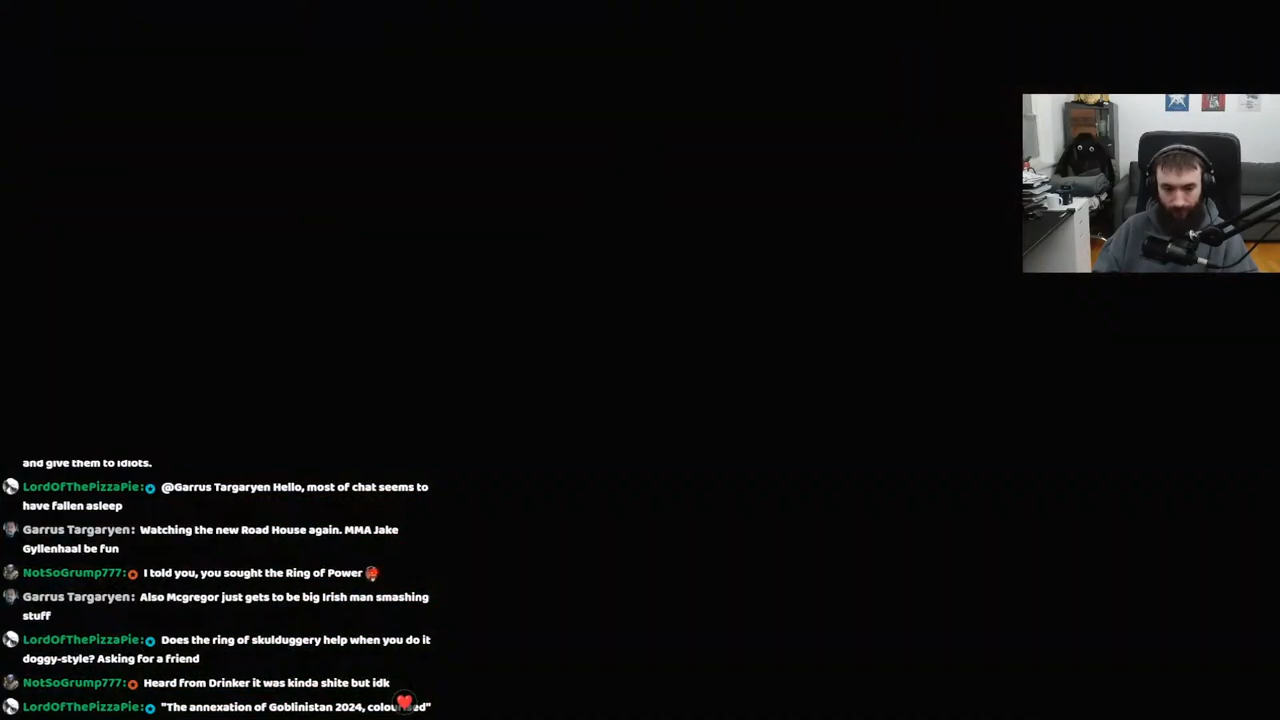 and give them to idiots.
LordOfThePizzaPie: @Garrus Targaryen Hello, most of chat seems to
have fallen asleep
Garrus Targaryen: Watching the new Road House again. MMA Jake
Gyllenhaal be fun
NotSoGrump777: I told you, you sought the Ring of Power
Garrus Targaryen: Also Mcgregor just gets to be big Irish man smashing
stuff
LordOfThePizzaPie: Does the ring of skulduggery help when you do it
doggy-style? Asking for a friend
NotSoGrump777: Heard from Drinker it was kinda shite but idk
LordOfThePizzaPie: "The annexation of Goblinistan 2024, colourised"